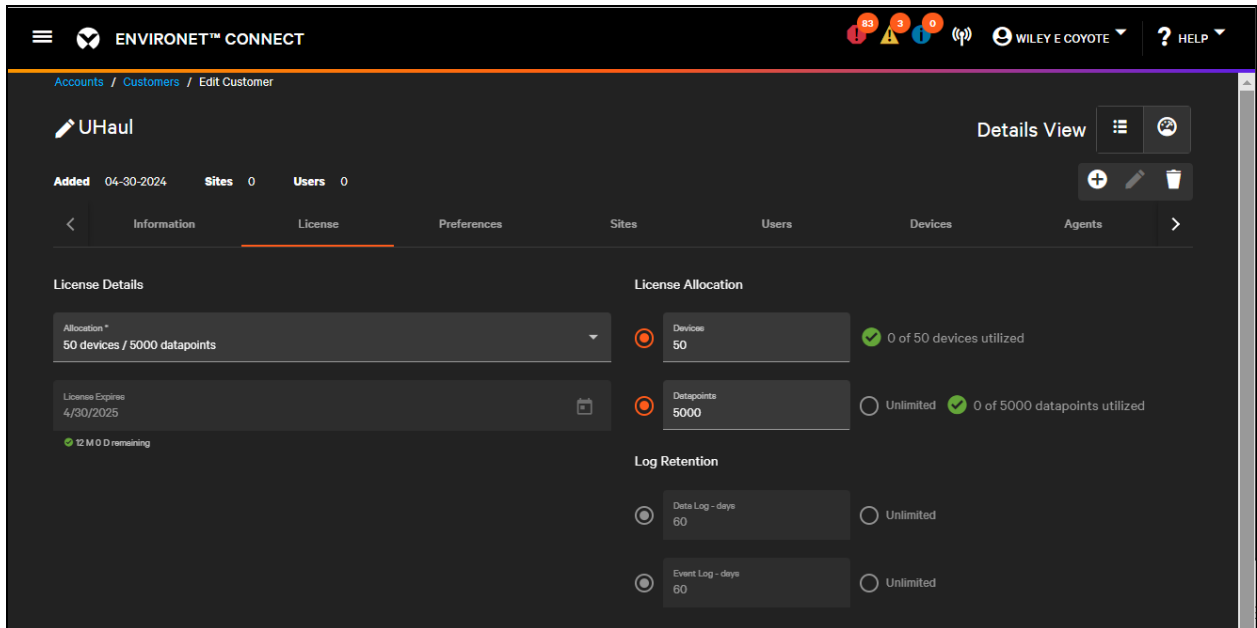 83 3 0
ENVIRONET™ CONNECT WILEY E COYOTE ? HELP
Accounts / Customers / Edit Customer
UHaul Details View
Added 04-30-2024 Sites 0 Users 0
Information License Preferences Sites Users Devices Agents
License Details License Allocation
Allocation *
50 devices / 5000 datapoints
Devices
50
0 of 50 devices utilized
License Expires
4/30/2025
12 M 0 D remaining
Datapoints
5000
Unlimited 0 of 5000 datapoints utilized
Log Retention
Data Log - days
60
Unlimited
Event Log - days
60
Unlimited